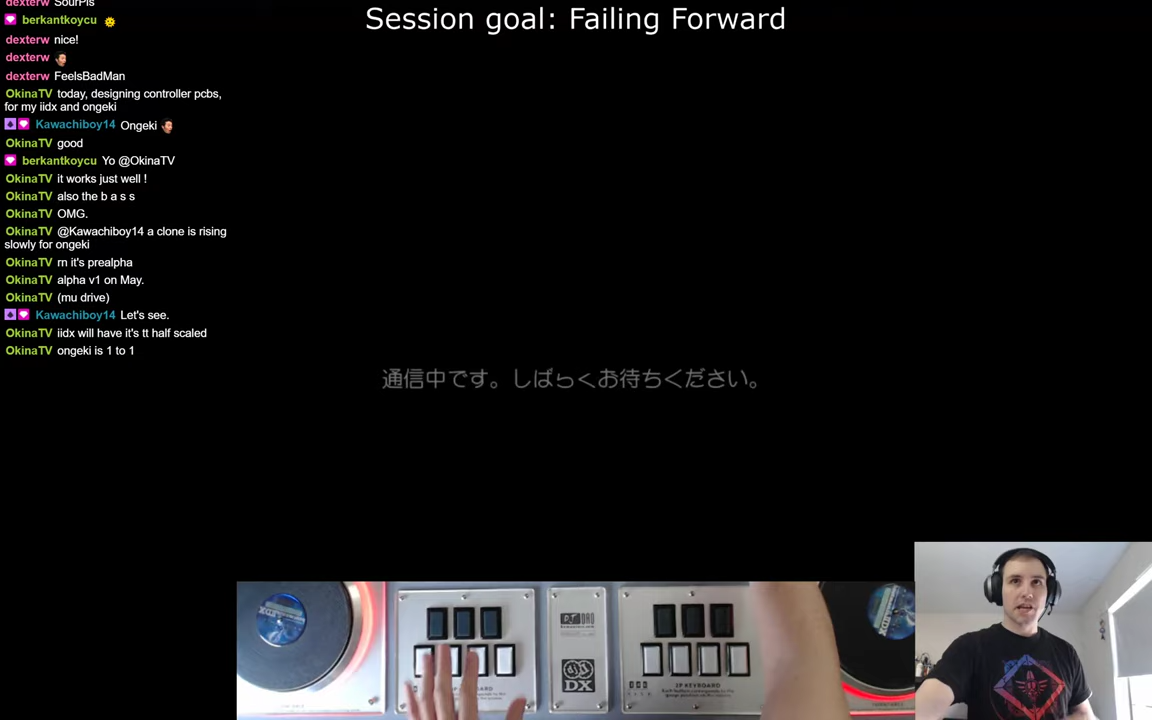 Session goal: Failing Forward
dexterw SourPls
berkantkoycu
dexterw nice!
dexterw
dexterw FeelsBadMan
OkinaTV today, designing controller pcbs,
for my iidx and ongeki
Kawachiboy14 Ongeki
OkinaTV good
berkantkoycu Yo @OkinaTV
OkinaTV it works just well !
OkinaTV also the b a s s
OkinaTV OMG.
OkinaTV @Kawachiboy14 a clone is rising
slowly for ongeki
OkinaTV rn it's prealpha
OkinaTV alpha v1 on May.
OkinaTV (mu drive)
Kawachiboy14 Let's see.
OkinaTV iidx will have it's tt half scaled
OkinaTV ongeki is 1 to 1
通信中です。しばらくお待ちください。
DJ DAO
DX
2P KEYBOARD